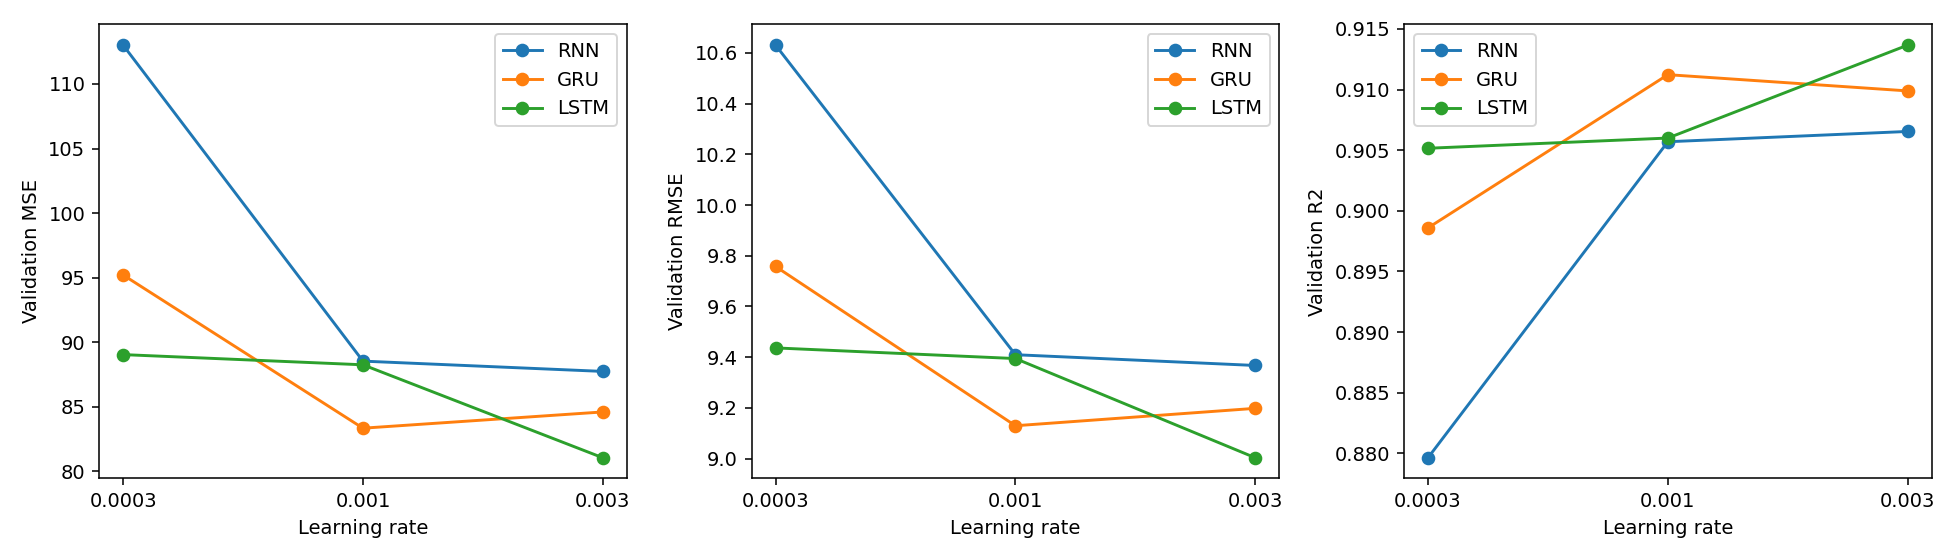 Validation MSE
110
105
100
95
90
85
80
0.0003
0.001
0.003
Learning rate
RNN
GRU
LSTM
Validation RMSE
10.6
10.4
10.2
10.0
9.8
9.6
9.4
9.2
9.0
0.0003
0.001
0.003
Learning rate
RNN
GRU
LSTM
Validation R2
0.915
0.910
0.905
0.900
0.895
0.890
0.885
0.880
0.0003
0.001
0.003
Learning rate
RNN
GRU
LSTM